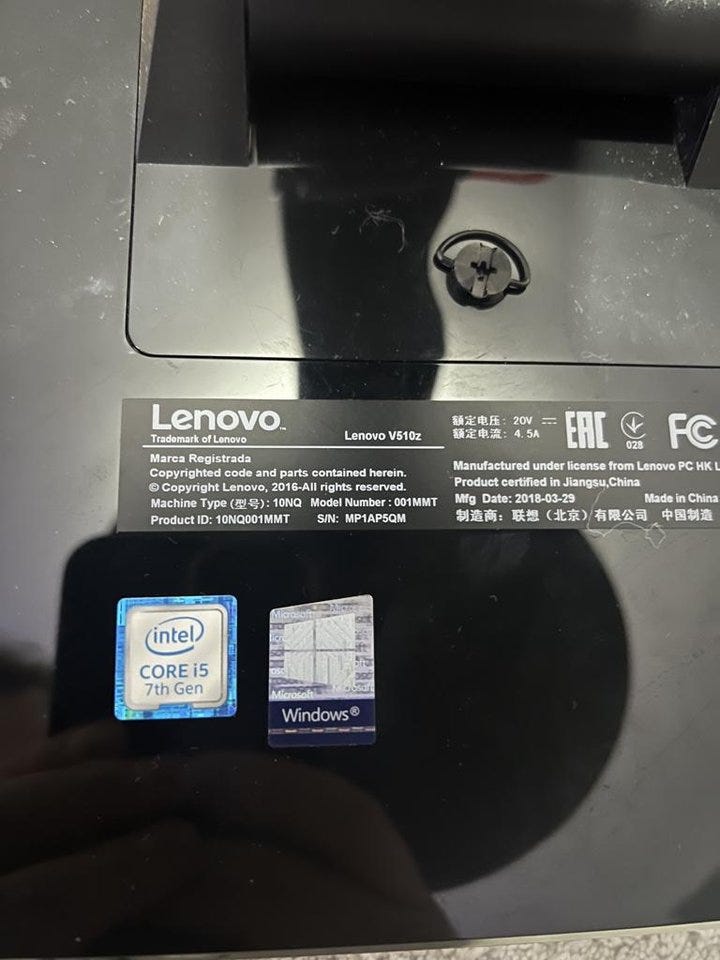 Lenovo™
Trademark of Lenovo
Lenovo V510z
Marca Registrada
Copyrighted code and parts contained herein.
© Copyright Lenovo, 2016-All rights reserved.
Machine Type (型号): 10NQ Model Number: 001MMT
Product ID: 10NQ001MMT S/N: MP1AP5QM
额定电压: 20V ⎓
额定电流: 4.5A
EAC
028
FC
Manufactured under license from Lenovo PC HK L
Product certified in Jiangsu,China
Mfg Date: 2018-03-29 Made in China
制造商: 联想 (北京) 有限公司 中国制造
intel
CORE i5
7th Gen
Microsoft
Microsoft
Windows®